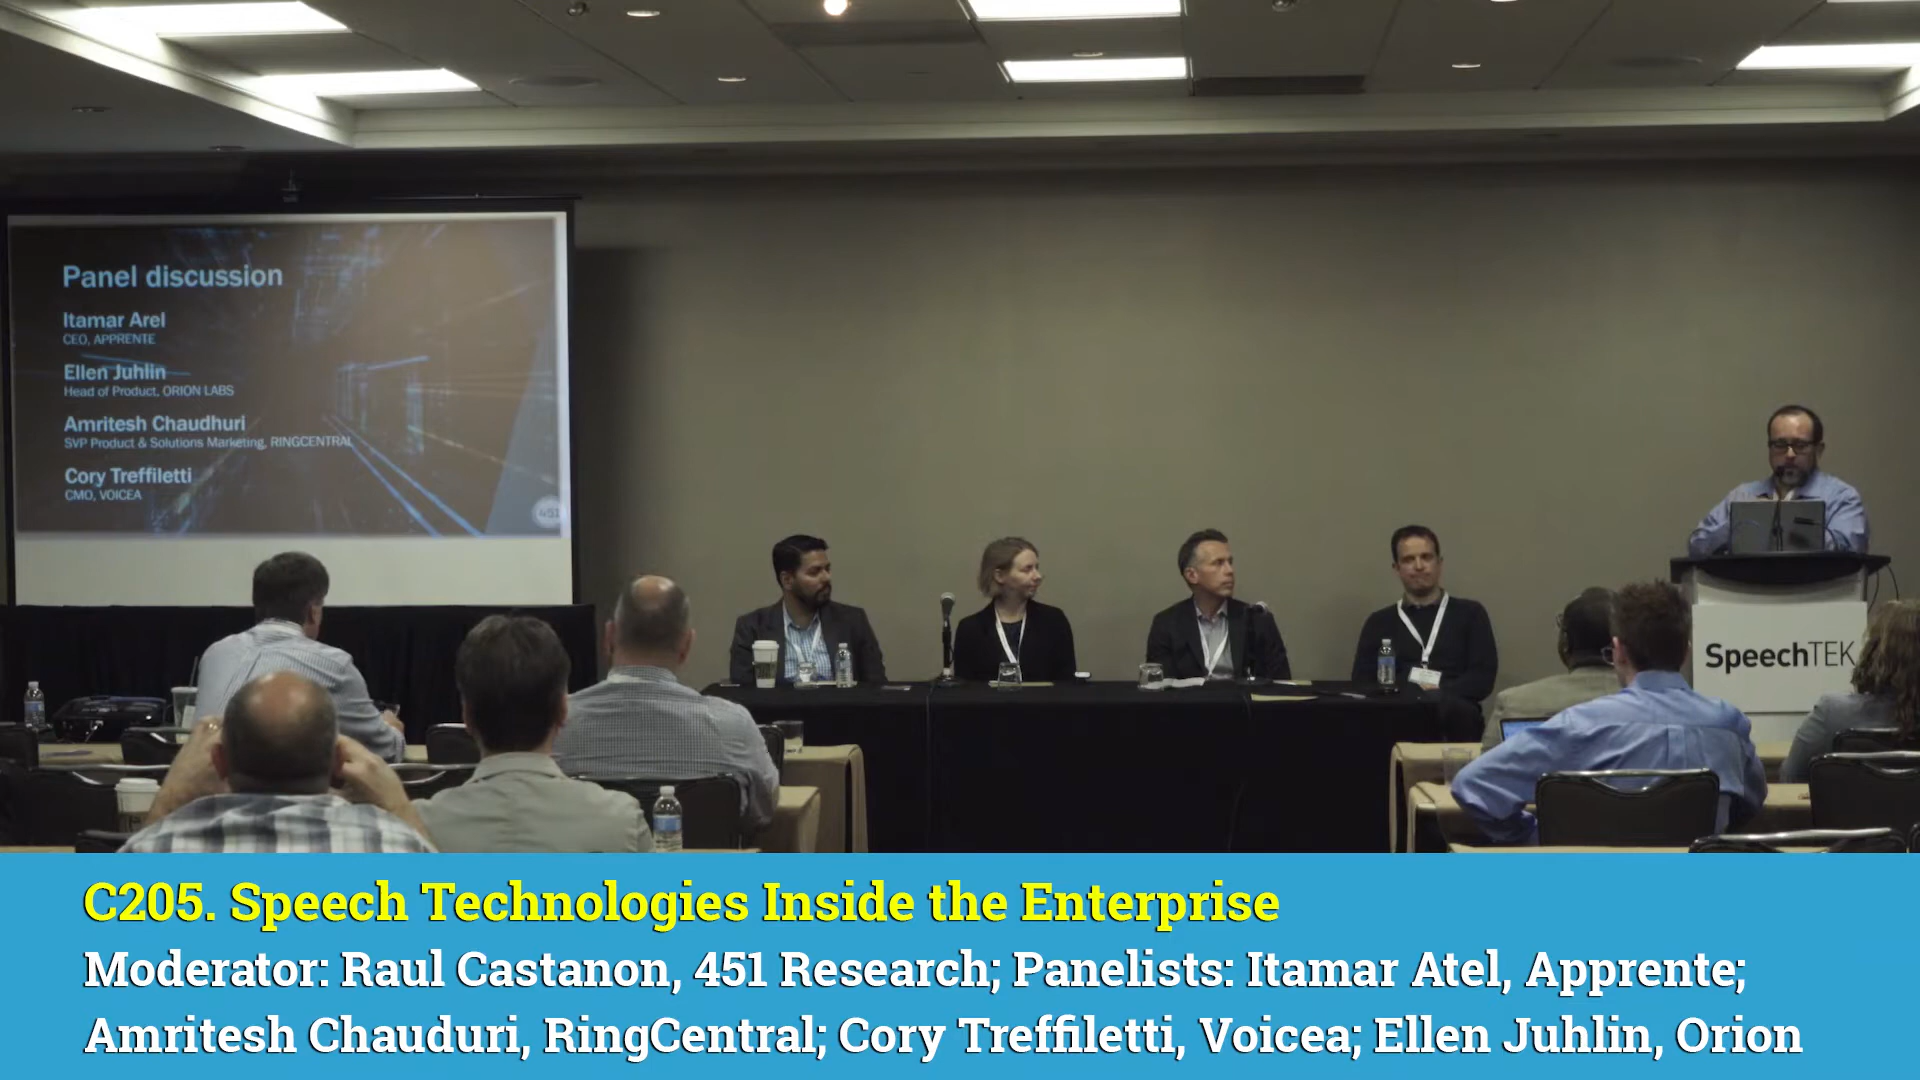 Panel discussion
Itamar Arel
CEO, APPRENTE
Ellen Juhlin
Head of Product, ORION LABS
Amritesh Chaudhuri
SVP Product & Solutions Marketing, RINGCENTRAL
Cory Treffiletti
CMO, VOICEA
451
SpeechTEK
C205. Speech Technologies Inside the Enterprise
Moderator: Raul Castanon, 451 Research; Panelists: Itamar Atel, Apprente;
Amritesh Chauduri, RingCentral; Cory Treffiletti, Voicea; Ellen Juhlin, Orion